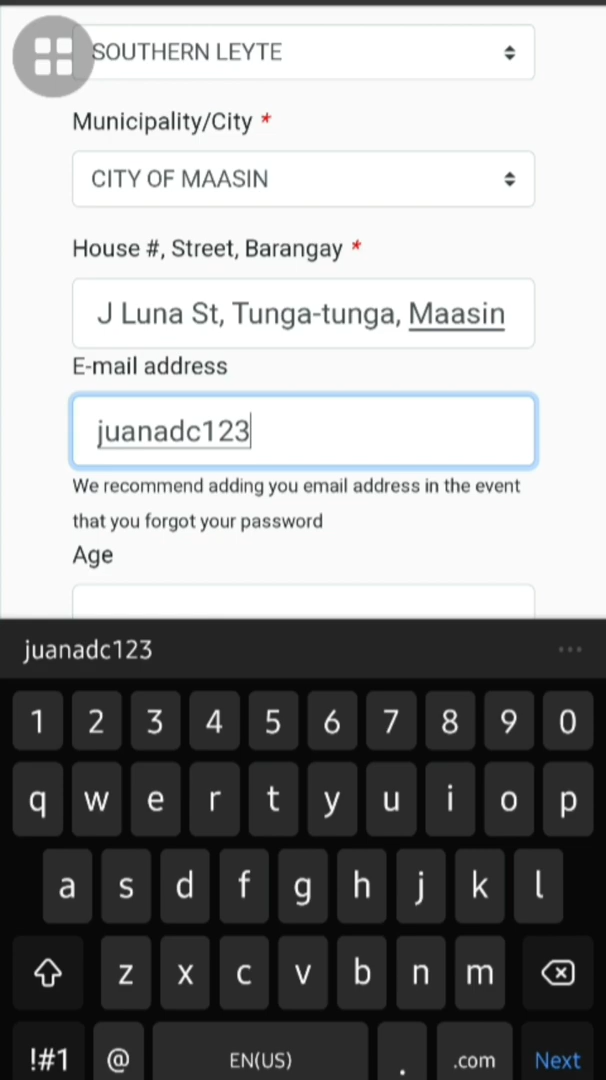 SOUTHERN LEYTE
Municipality/City *
CITY OF MAASIN
House #, Street, Barangay *
J Luna St, Tunga-tunga, Maasin
E-mail address
juanadc123
We recommend adding you email address in the event
that you forgot your password
Age
juanadc123 ...
1 2 3 4 5 6 7 8 9 0
q w e r t y u i o p
a s d f g h j k l
z x c v b n m
!#1 @ EN(US) . .com Next